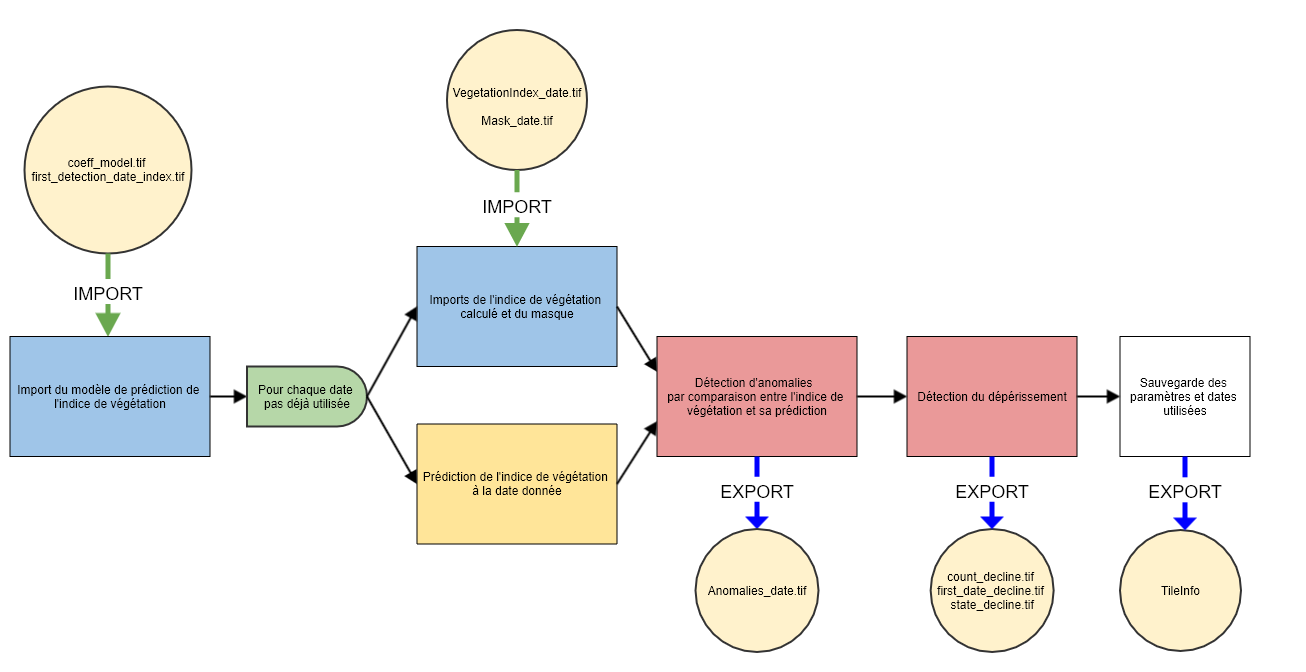 VegetationIndex_date.tif
Mask_date.tif
coeff_model.tif
first_detection_date_index.tif
IMPORT
IMPORT
Imports de l'indice de végétation
calculé et du masque
Import du modèle de prédiction de
l'indice de végétation
Pour chaque date
pas déjà utilisée
Prédiction de l'indice de végétation
à la date donnée
Détection d'anomalies
par comparaison entre l'indice de
végétation et sa prédiction
Détection du dépérissement
Sauvegarde des
paramètres et dates
utilisées
EXPORT
EXPORT
EXPORT
Anomalies_date.tif
count_decline.tif
first_date_decline.tif
state_decline.tif
TileInfo